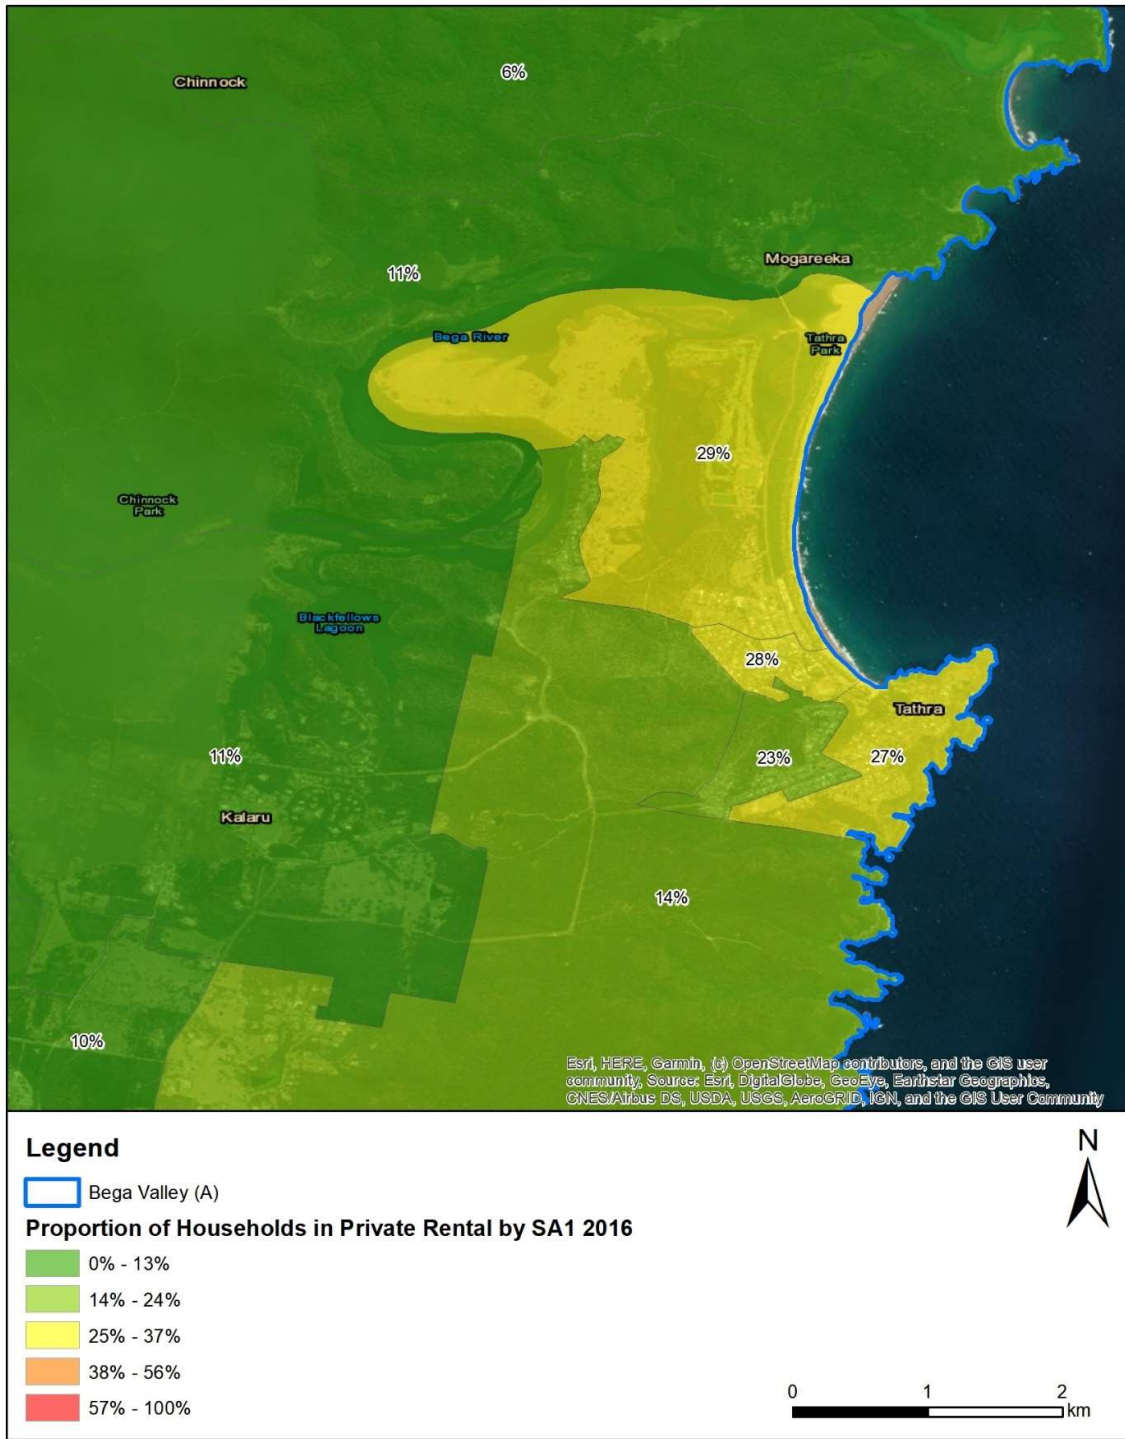 6%
Chinnock
Mogareeka
11%
Bega River
Tathra
Park
29%
Chinnock
Park
Blackfellows
Lagoon
28%
Tathra
11%
23%
27%
Kalaru
14%
10%
Esri, HERE, Garmin, (c) OpenStreetMap contributors, and the GIS user
community, Source: Esri, DigitalGlobe, GeoEye, Earthstar Geographics,
CNES/Airbus DS, USDA, USGS, AeroGRID, IGN, and the GIS User Community
Legend
N
Bega Valley (A)
Proportion of Households in Private Rental by SA1 2016
0% - 13%
14% - 24%
25% - 37%
38% - 56%
57% - 100%
0 1 2
km